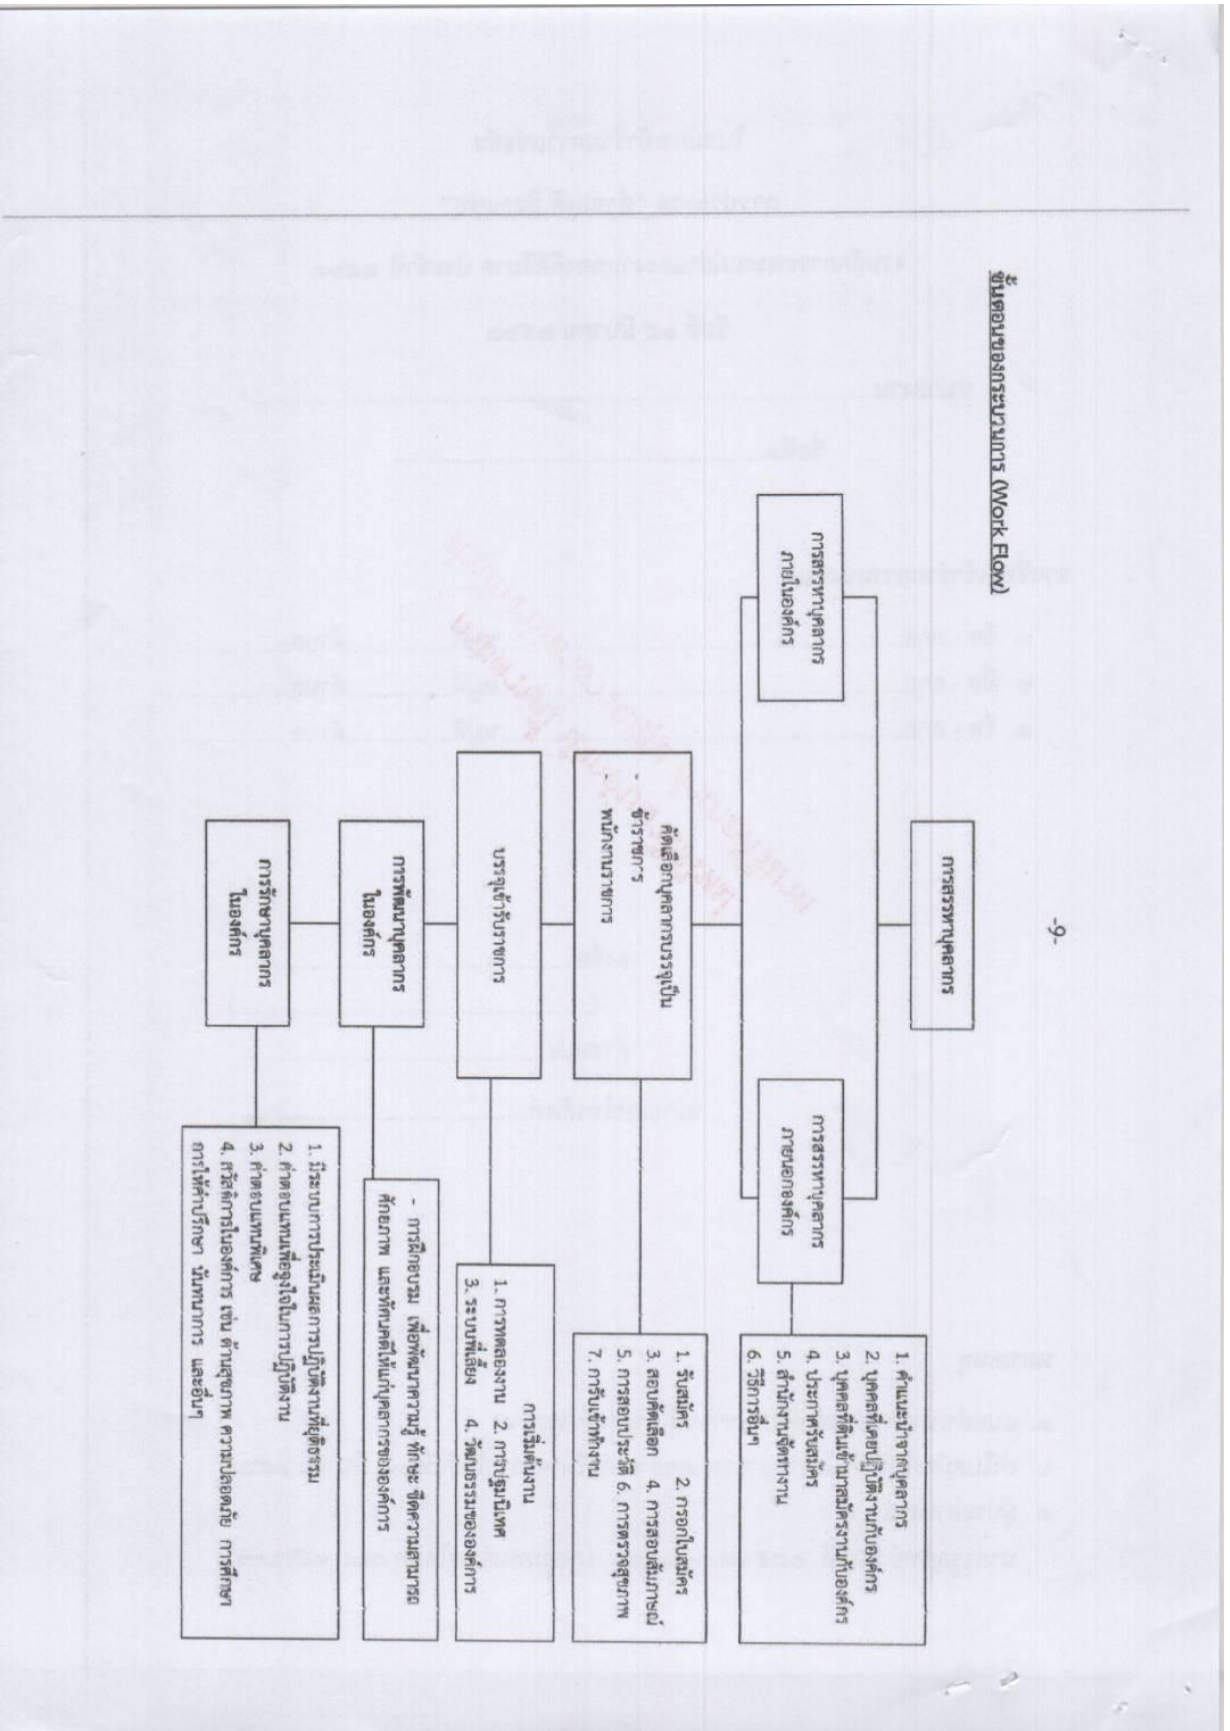 -9-
ขั้นตอนของกระบวนการ (Work Flow)
การสรรหาบุคลากร
การสรรหาบุคลากร
ภายในองค์กร
การสรรหาบุคลากร
ภายนอกองค์กร
1. คำแนะนำจากบุคลากร
2. บุคคลที่เคยปฏิบัติงานกับองค์กร
3. บุคคลที่เดินเข้ามาสมัครงานกับองค์กร
4. ประกาศรับสมัคร
5. สำนักงานจัดหางาน
6. วิธีการอื่นๆ
คัดเลือกบุคลากรบรรจุเป็น
- ข้าราชการ
- พนักงานราชการ
1. รับสมัคร 2. กรอกใบสมัคร
3. สอบคัดเลือก 4. การสอบสัมภาษณ์
5. การสอบประวัติ 6. การตรวจสุขภาพ
7. การับเข้าทำงาน
บรรจุเข้ารับราชการ
การเริ่มต้นงาน
1. การทดลองงาน 2. การปฐมนิเทศ
3. ระบบพี่เลี้ยง 4. วัฒนธรรมขององค์การ
การพัฒนาบุคลากร
ในองค์กร
- การฝึกอบรม เพื่อพัฒนาความรู้ ทักษะ ขีดความสามารถ
ศักยภาพ และทัศนคติให้แก่บุคลากรขององค์การ
การรักษาบุคลากร
ในองค์กร
1. มีระบบการประเมินผลการปฏิบัติงานที่ยุติธรรม
2. ค่าตอบแทนเพื่อจูงใจในการปฏิบัติงาน
3. ค่าตอบแทนพิเศษ
4. สวัสดิการในองค์การ เช่น ด้านสุขภาพ ความปลอดภัย การศึกษา
การให้คำปรึกษา นันทนาการ และอื่นๆ